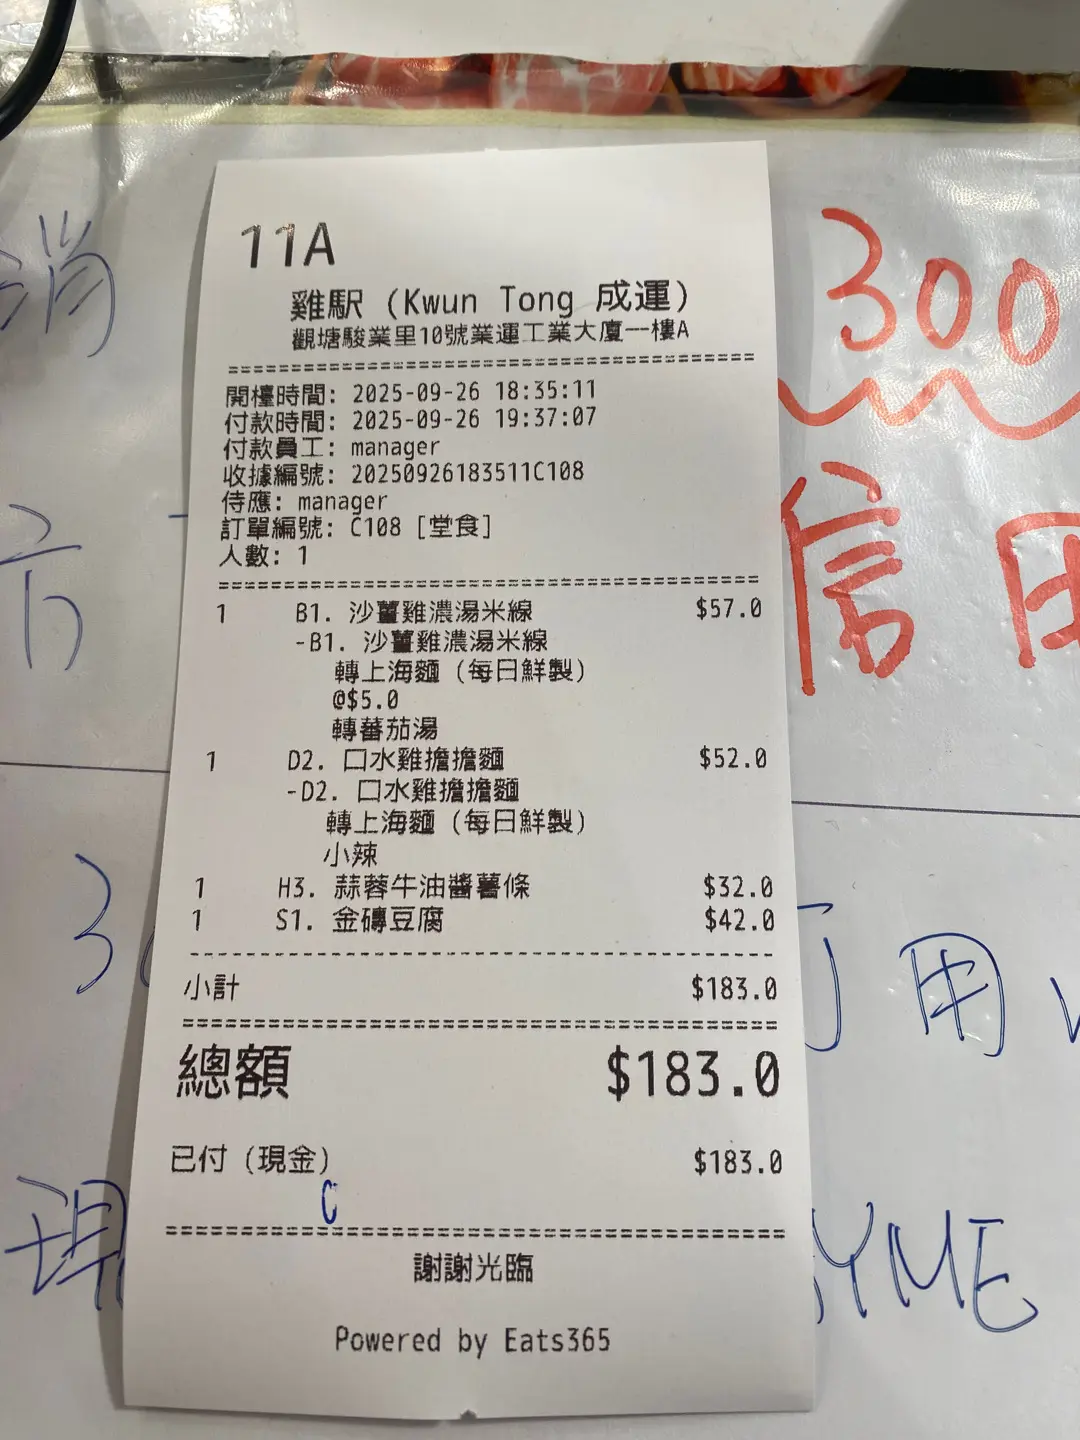 11A
雞駅 (Kwun Tong 成運)
觀塘駿業里10號業運工業大廈一樓A
開檯時間: 2025-09-26 18:35:11
付款時間: 2025-09-26 19:37:07
付款員工: manager
收據編號: 20250926183511C108
侍應: manager
訂單編號: C108 [堂食]
人數: 1
1 B1. 沙薑雞濃湯米線 $57.0
-B1. 沙薑雞濃湯米線
轉上海麵 (每日鮮製)
@$5.0
轉蕃茄湯
1 D2. 口水雞擔擔麵 $52.0
-D2. 口水雞擔擔麵
轉上海麵 (每日鮮製)
小辣
1 H3. 蒜蓉牛油醬薯條 $32.0
1 S1. 金磚豆腐 $42.0
小計 $183.0
總額 $183.0
已付 (現金) $183.0
C
謝謝光臨
Powered by Eats365
消
300
信用
3
用
現
YME